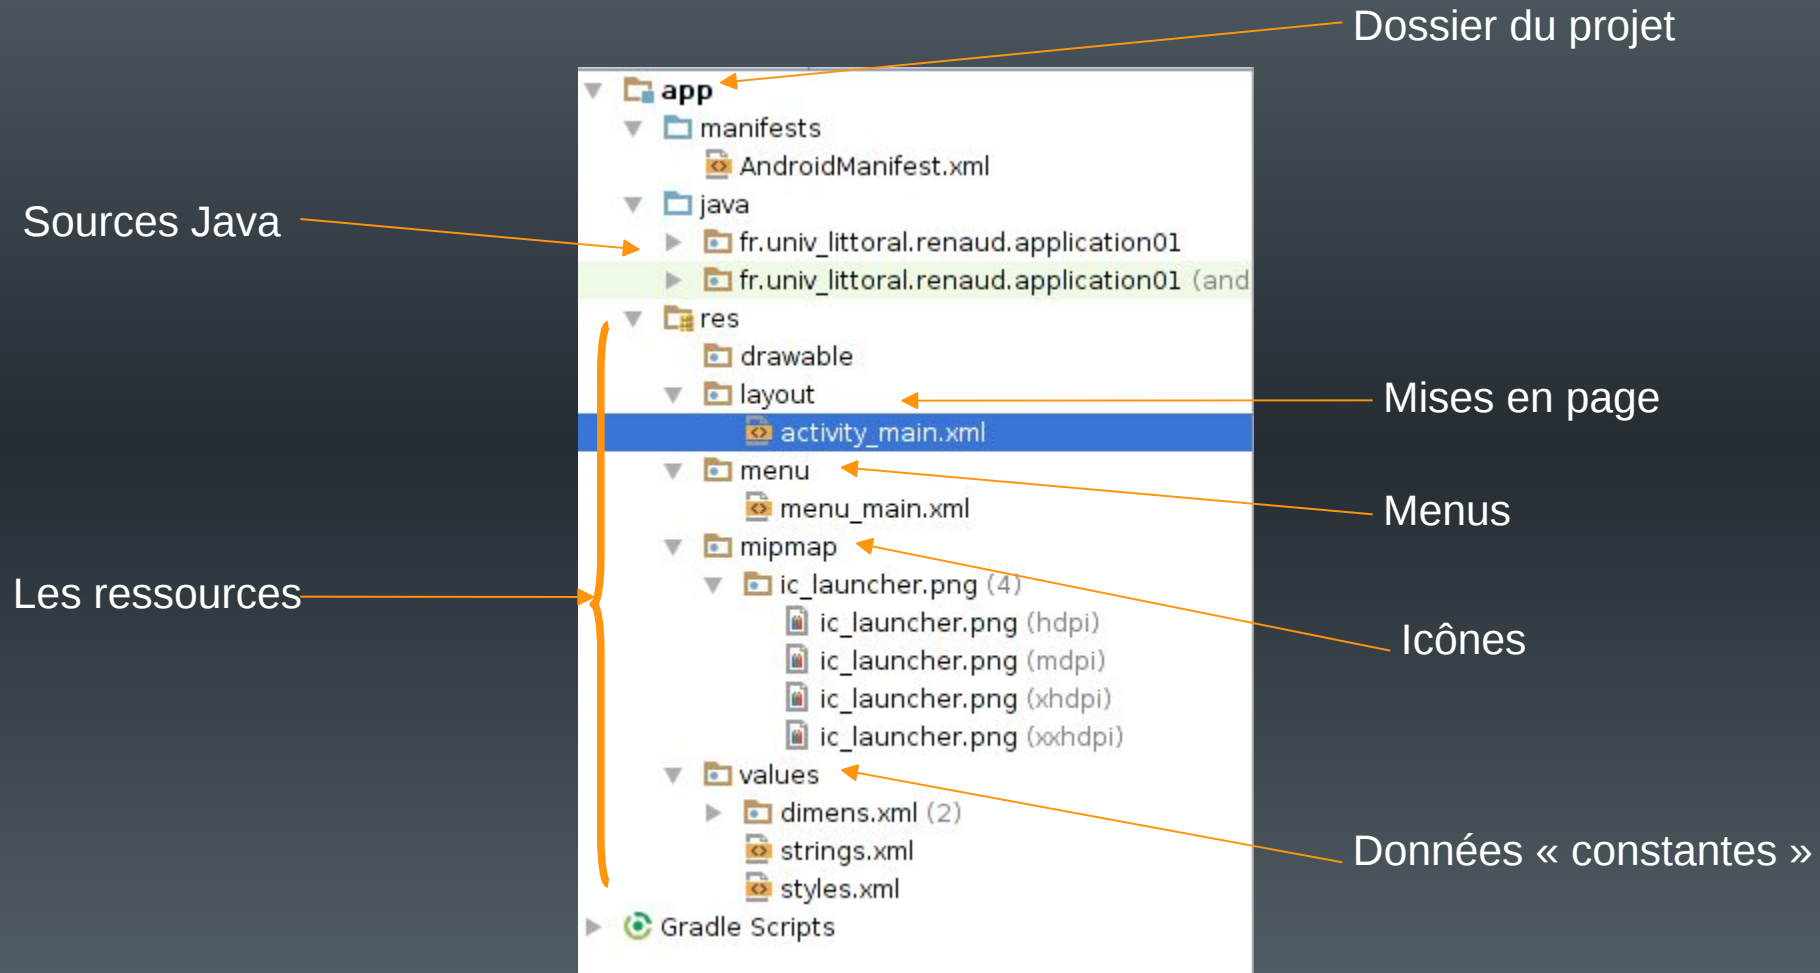 Dossier du projet
app
manifests
AndroidManifest.xml
java
Sources Java
fr.univ_littoral.renaud.application01
fr.univ_littoral.renaud.application01 (and
res
drawable
layout
Mises en page
activity_main.xml
menu
menu_main.xml
Menus
mipmap
ic_launcher.png (4)
Les ressources
ic_launcher.png (hdpi)
Icônes
ic_launcher.png (mdpi)
ic_launcher.png (xhdpi)
ic_launcher.png (xxhdpi)
values
dimens.xml (2)
strings.xml
Données « constantes »
styles.xml
Gradle Scripts